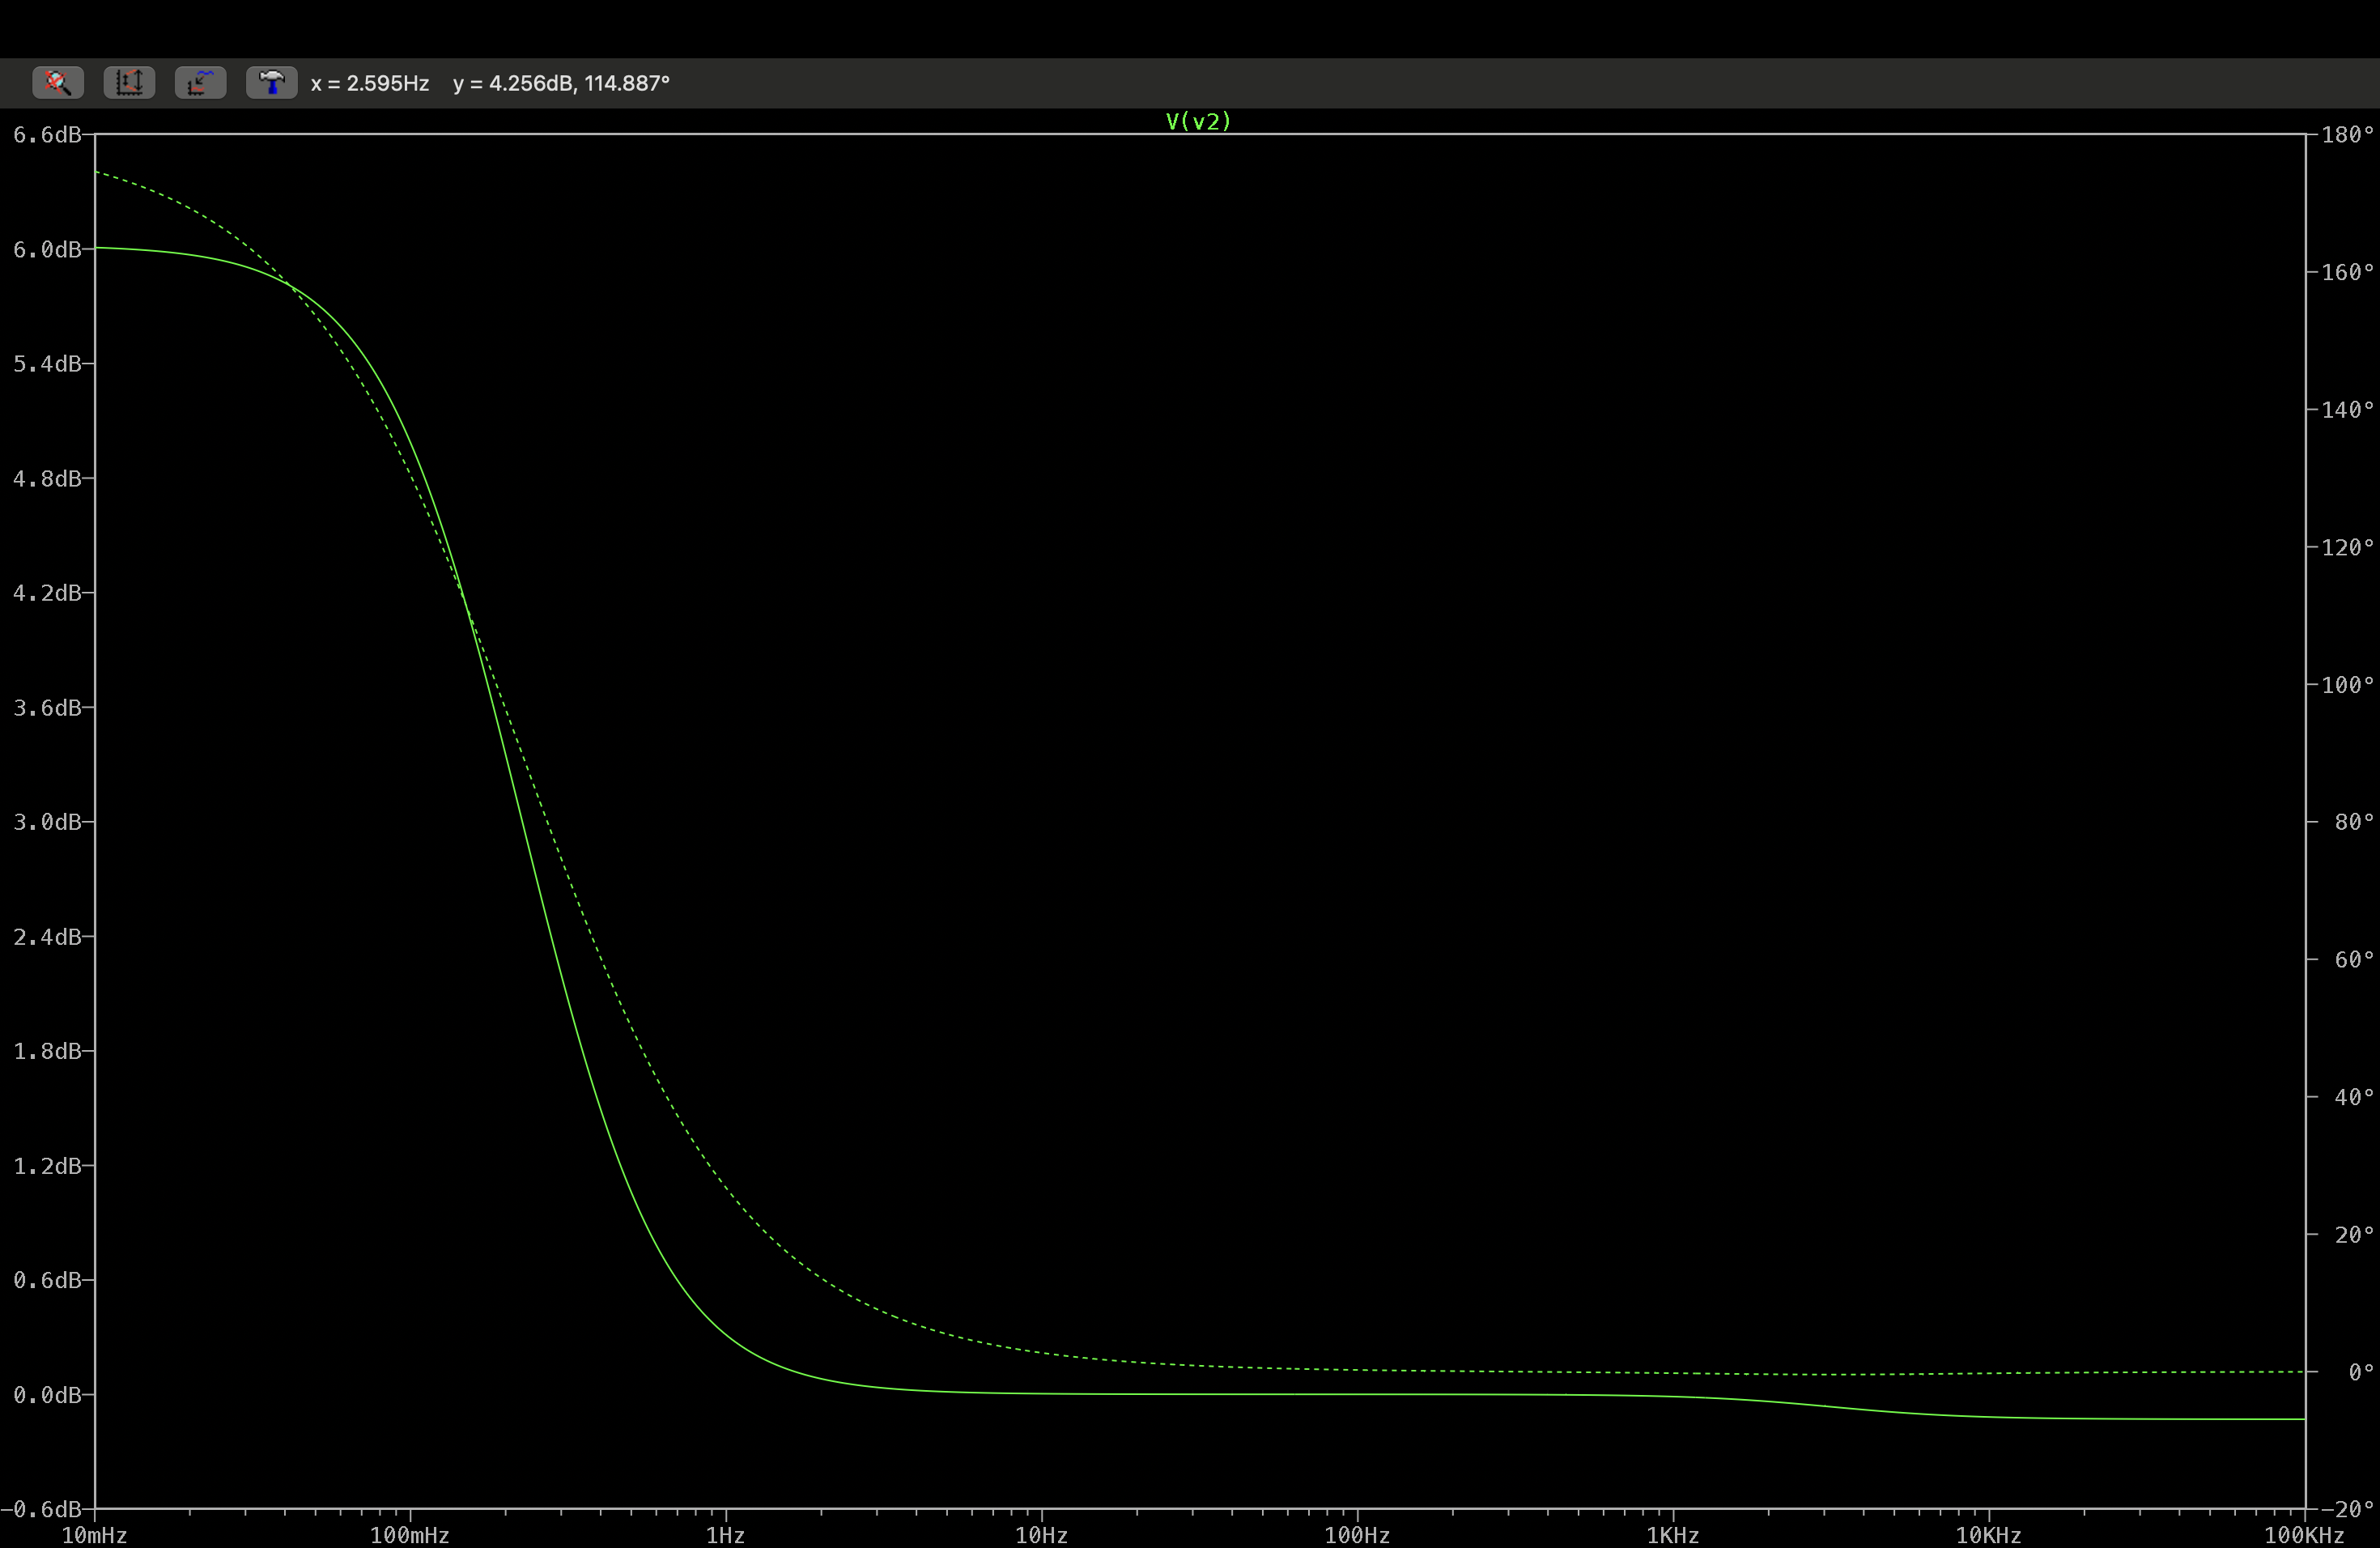 x = 2.595Hz y = 4.256dB, 114.887°
V(v2)
6.6dB
6.0dB
5.4dB
4.8dB
4.2dB
3.6dB
3.0dB
2.4dB
1.8dB
1.2dB
0.6dB
0.0dB
-0.6dB
180°
160°
140°
120°
100°
80°
60°
40°
20°
0°
-20°
10mHz 100mHz 1Hz 10Hz 100Hz 1KHz 10KHz 100KHz